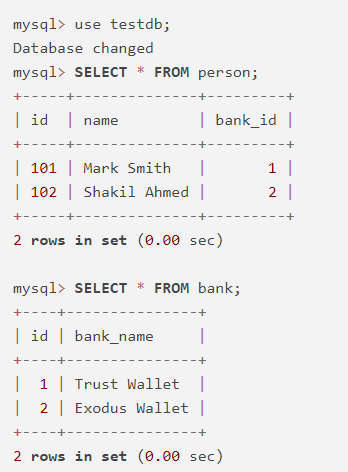 mysql> use testdb;
Database changed
mysql> SELECT * FROM person;
+-----+--------------+---------+
| id  | name         | bank_id |
+-----+--------------+---------+
| 101 | Mark Smith   |       1 |
| 102 | Shakil Ahmed |       2 |
+-----+--------------+---------+
2 rows in set (0.00 sec)

mysql> SELECT * FROM bank;
+----+---------------+
| id | bank_name     |
+----+---------------+
|  1 | Trust Wallet  |
|  2 | Exodus Wallet |
+----+---------------+
2 rows in set (0.00 sec)